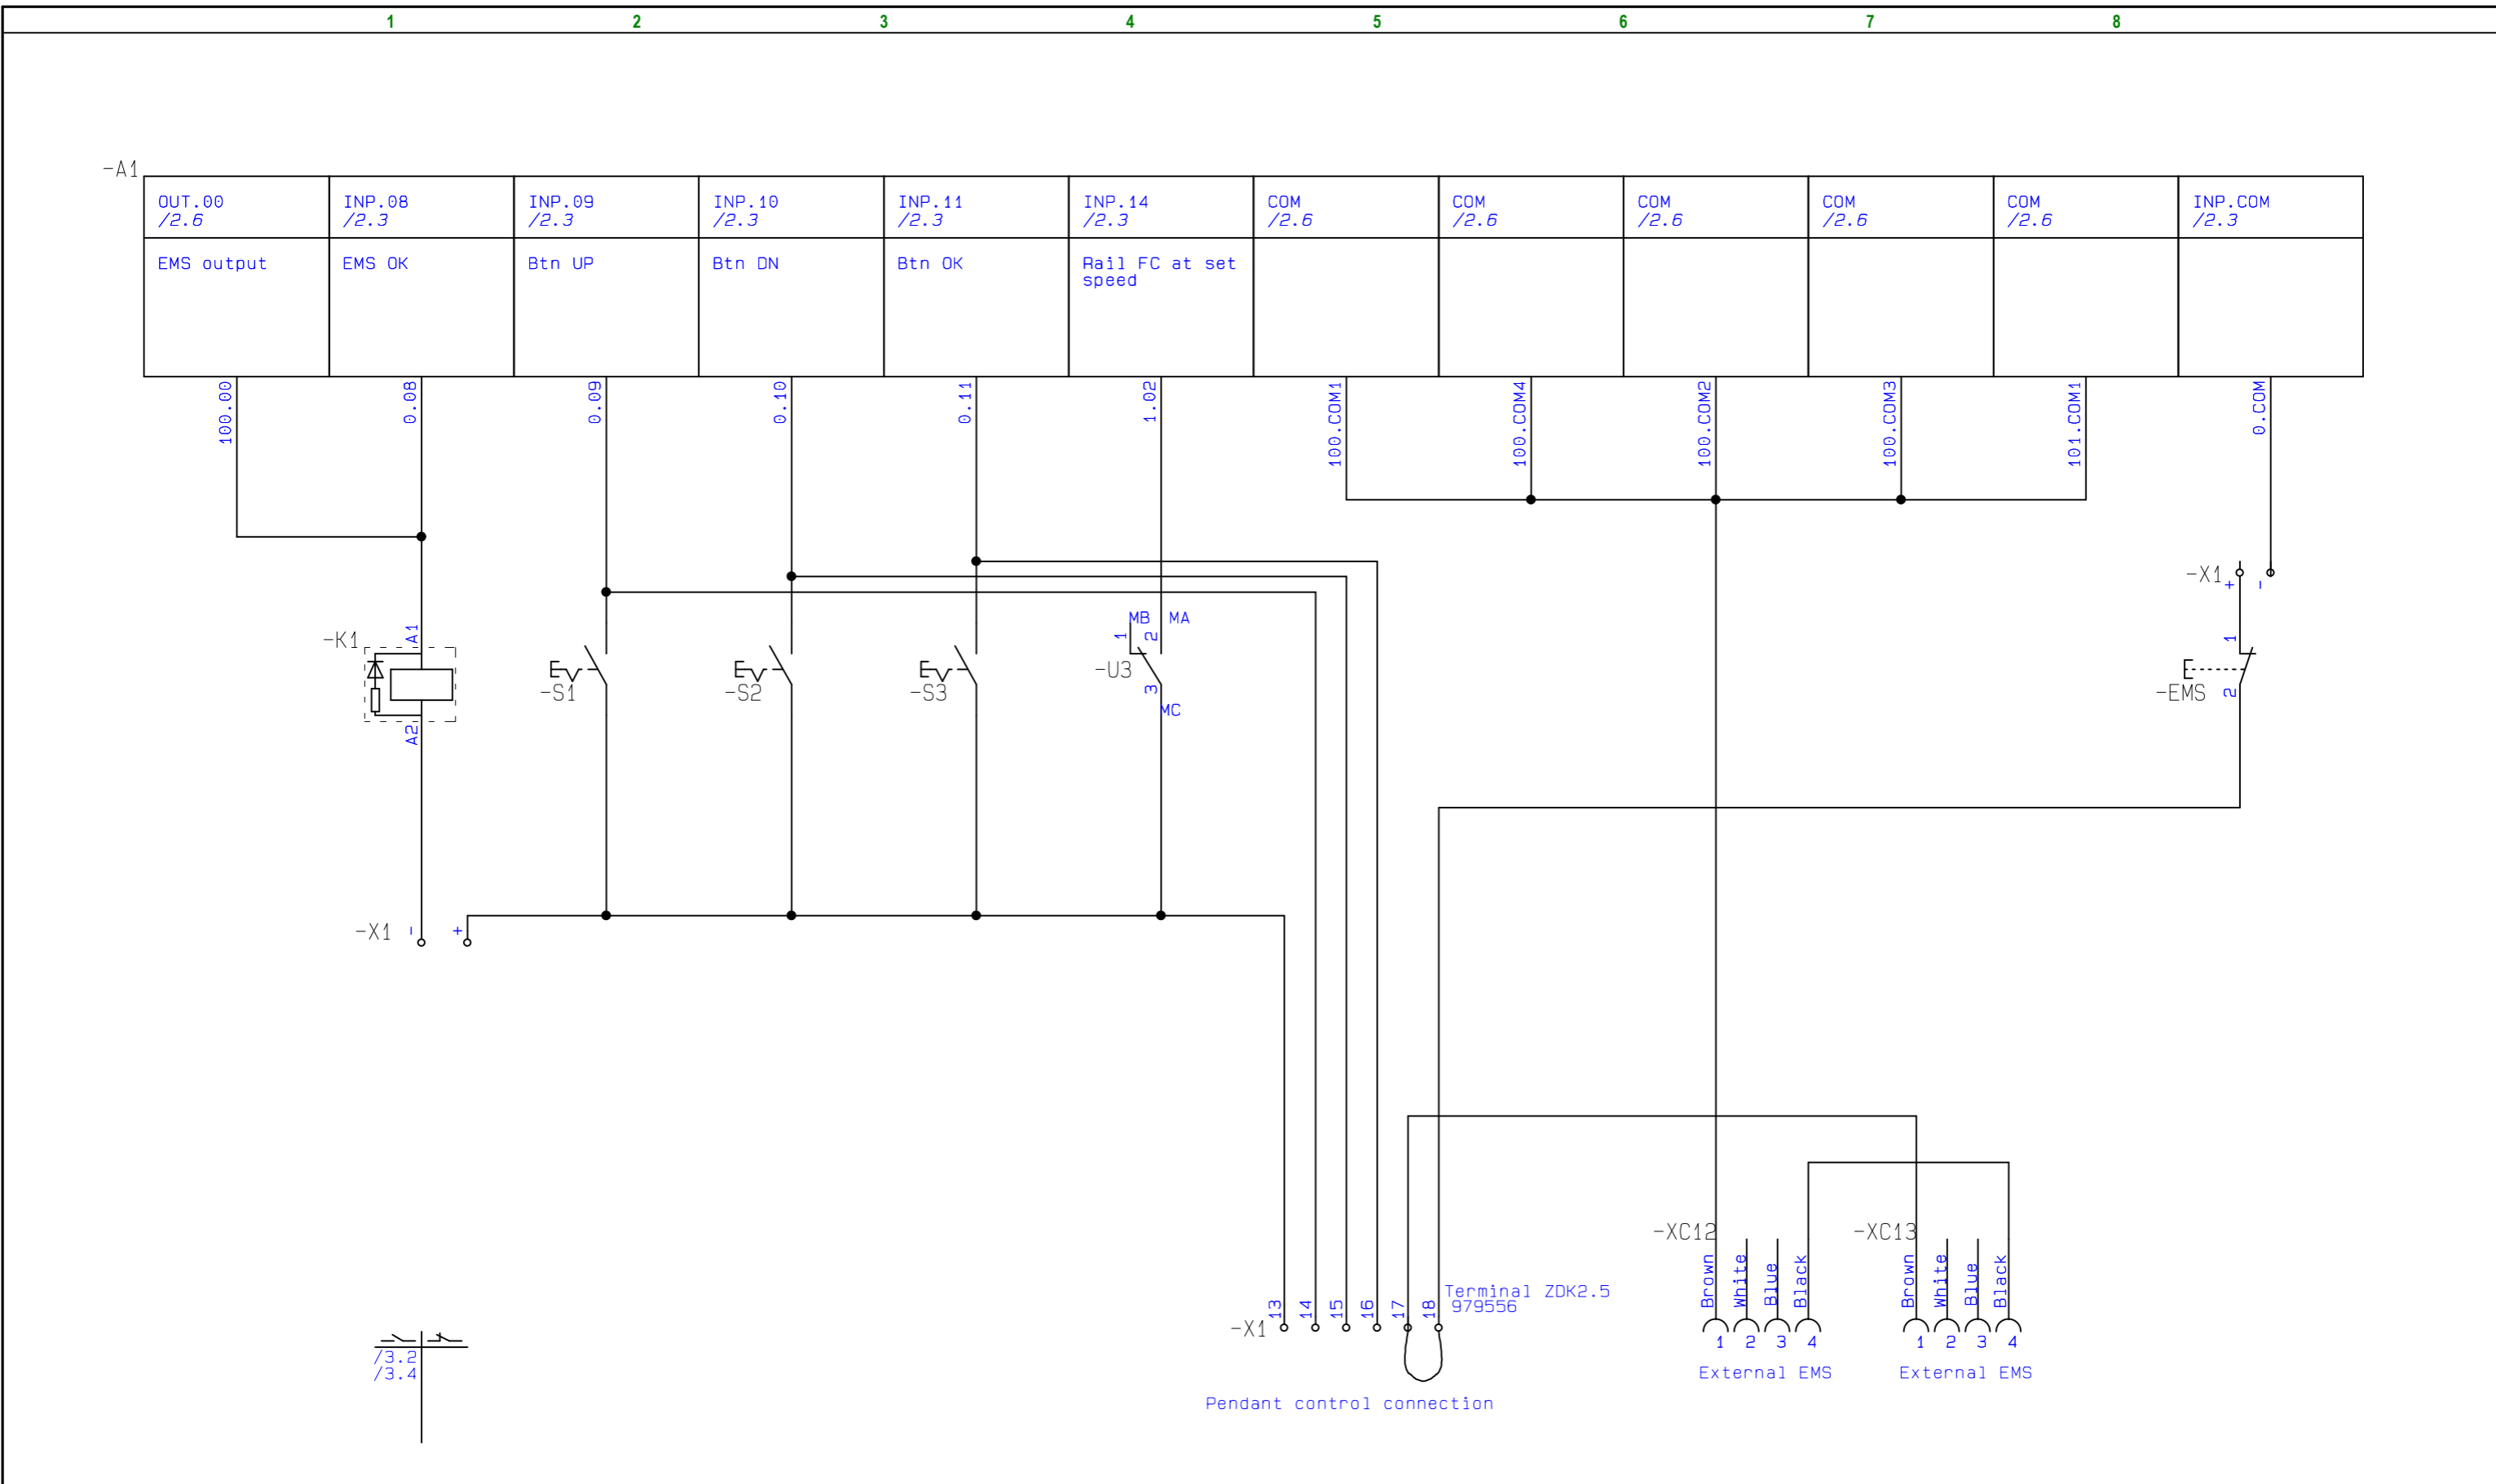 1 2 3 4 5 6 7 8
-A1
OUT.00 INP.08 INP.09 INP.10 INP.11 INP.14 COM COM COM COM COM INP.COM
/2.6 /2.3 /2.3 /2.3 /2.3 /2.3 /2.6 /2.6 /2.6 /2.6 /2.6 /2.3
EMS output EMS OK Btn UP Btn DN Btn OK Rail FC at set
speed
100.00 0.08 0.09 0.10 0.11 1.02 100.COM1 100.COM4 100.COM2 100.COM3 101.COM1 0.COM
-X1 + -
MB MA
-K1 A1 1 2 1
-U3
-S1 -S2 -S3 3 -EMS 2
MC
A2
-X1 - +
-XC12 -XC13
Brown White Blue Black Brown White Blue Black
Terminal ZDK2.5
979556
-X1 13 14 15 16 17 18
1 2 3 4 1 2 3 4
/3.2
/3.4
External EMS External EMS
Pendant control connection